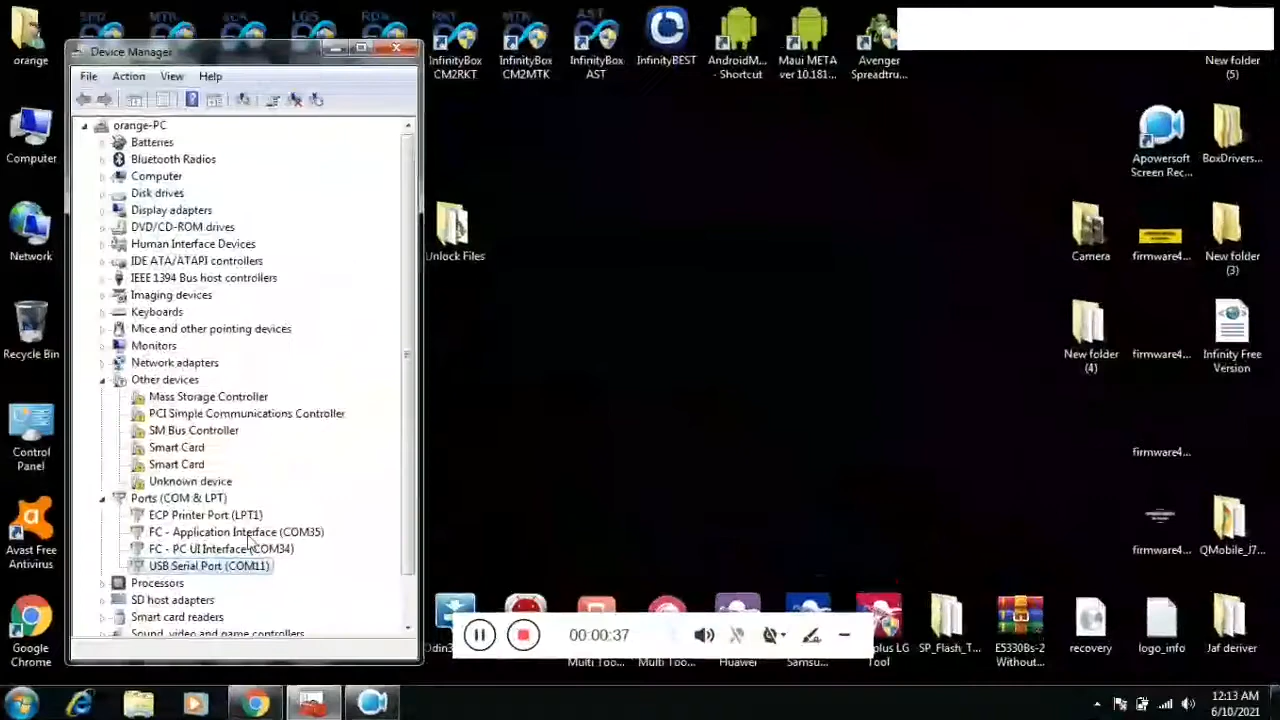 orange
InfinityBox
CM2RKT
InfinityBox
CM2MTK
InfinityBox
AST
InfinityBEST
AndroidM...
- Shortcut
Maui META
ver 10.181...
Avenger
Spreadtru...
New folder
(5)
Device Manager
File Action View Help
orange-PC
Batteries
Bluetooth Radios
Computer
Disk drives
Display adapters
DVD/CD-ROM drives
Human Interface Devices
IDE ATA/ATAPI controllers
IEEE 1394 Bus host controllers
Imaging devices
Keyboards
Mice and other pointing devices
Monitors
Network adapters
Other devices
Mass Storage Controller
PCI Simple Communications Controller
SM Bus Controller
Smart Card
Smart Card
Unknown device
Ports (COM & LPT)
ECP Printer Port (LPT1)
FC - Application Interface (COM35)
FC - PC UI Interface (COM34)
USB Serial Port (COM11)
Processors
SD host adapters
Smart card readers
Sound, video and game controllers
Computer
Network
Recycle Bin
Control
Panel
Avast Free
Antivirus
Google
Chrome
Unlock Files
Apowersoft
Screen Rec...
BoxDrivers...
Camera
firmware4...
New folder
(3)
New folder
(4)
firmware4...
Infinity Free
Version
firmware4...
firmware4...
QMobile_J7...
00:00:37
Multi Too...
Multi Too...
Huawei
Samsu...
plus LG
Tool
SP_Flash_T...
E5330Bs-2
Without...
recovery
logo_info
Jaf deriver
12:13 AM
6/10/2021